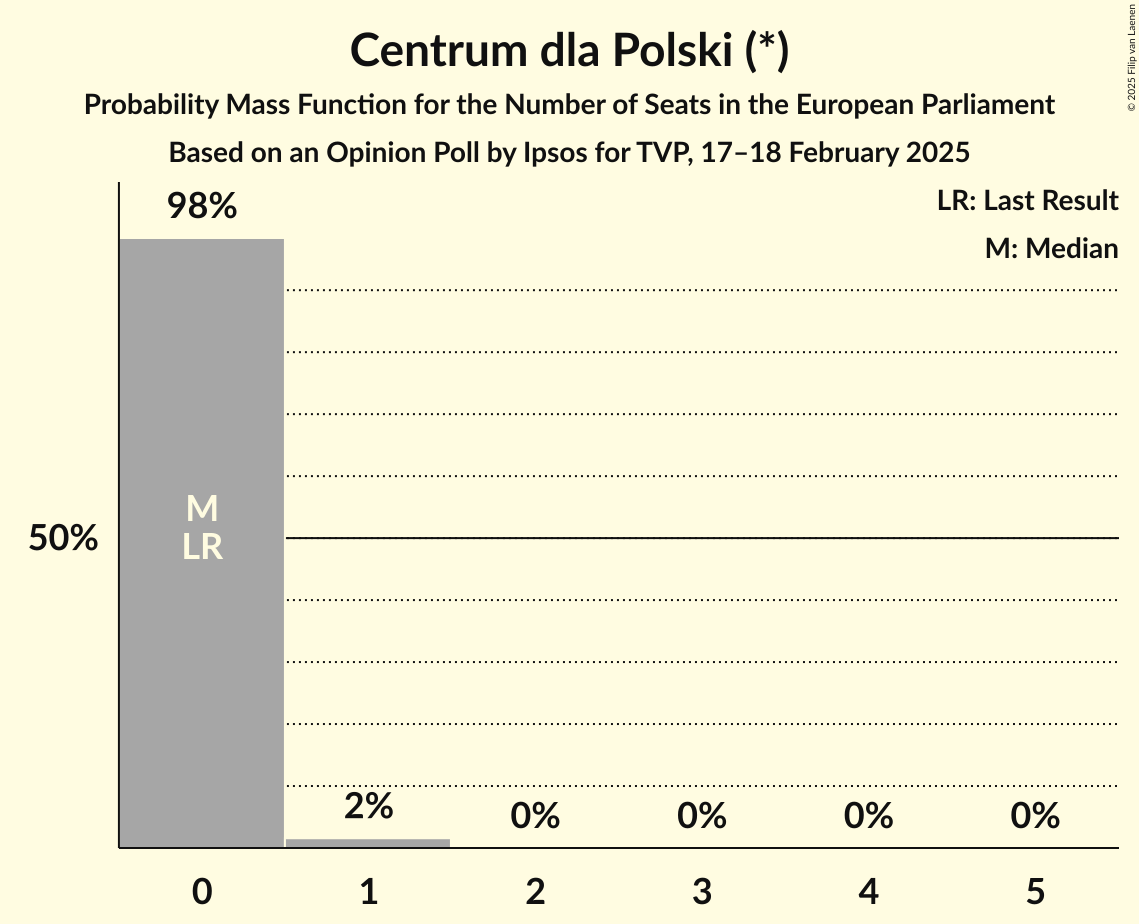 Centrum dla Polski (*)
Probability Mass Function for the Number of Seats in the European Parliament
Based on an Opinion Poll by Ipsos for TVP, 17–18 February 2025
© 2025 Filip van Laenen
LR: Last Result
M: Median
98%
M
LR
50%
2%
0%
0%
0%
0%
0
1
2
3
4
5